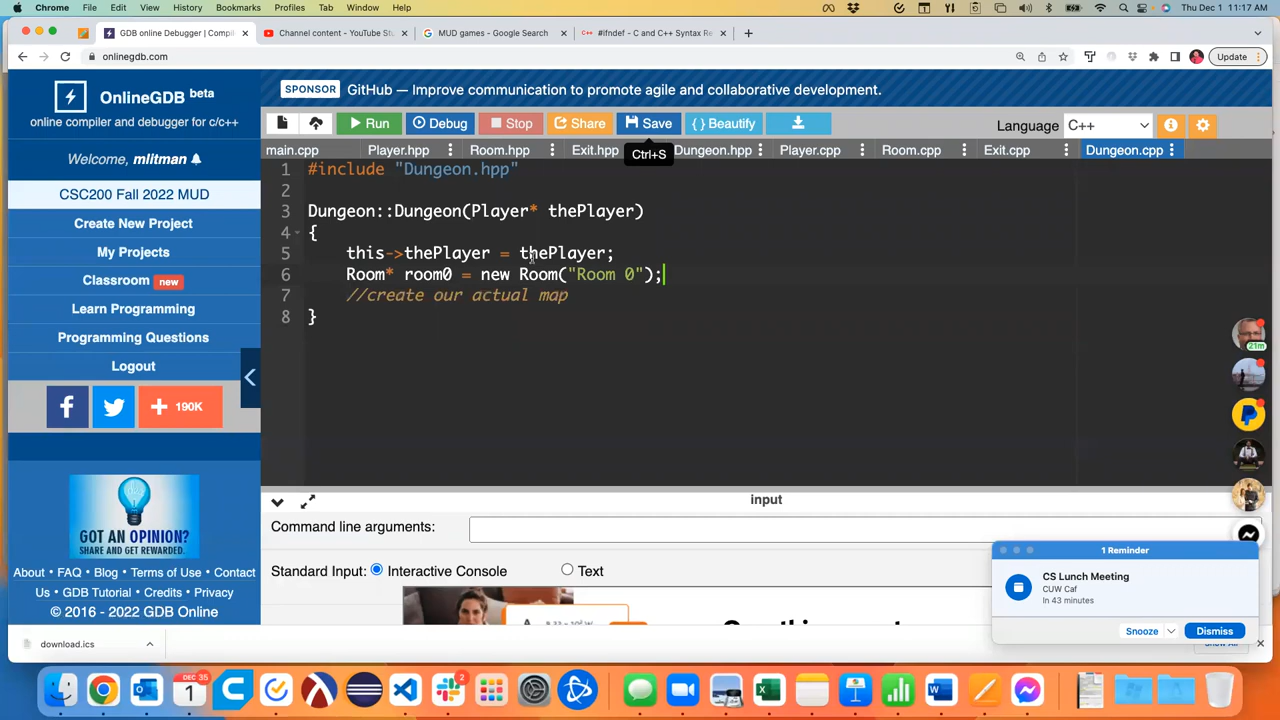 Chrome File Edit View History Bookmarks Profiles Tab Window Help
Thu Dec 1 11:17 AM
GDB online Debugger | Compil
Channel content - YouTube St
MUD games - Google Search
#ifndef - C and C++ Syntax Re
onlinegdb.com
Update
OnlineGDB beta
online compiler and debugger for c/c++
Welcome, mlitman
CSC200 Fall 2022 MUD
Create New Project
My Projects
Classroom new
Learn Programming
Programming Questions
Logout
190K
GOT AN OPINION?
SHARE AND GET REWARDED.
About • FAQ • Blog • Terms of Use • Contact
Us • GDB Tutorial • Credits • Privacy
© 2016 - 2022 GDB Online
SPONSOR GitHub — Improve communication to promote agile and collaborative development.
Run Debug Stop Share Save { } Beautify
Language C++
Ctrl+S
main.cpp Player.hpp Room.hpp Exit.hpp Dungeon.hpp Player.cpp Room.cpp Exit.cpp Dungeon.cpp
1 #include "Dungeon.hpp"
2
3 Dungeon::Dungeon(Player* thePlayer)
4 {
5 this->thePlayer = thePlayer;
6 Room* room0 = new Room("Room 0");
7 //create our actual map
8 }
input
Command line arguments:
Standard Input: Interactive Console Text
21m
1 Reminder
CS Lunch Meeting
CUW Caf
In 43 minutes
Snooze Dismiss
download.ics
Show All
DEC 35
1
2